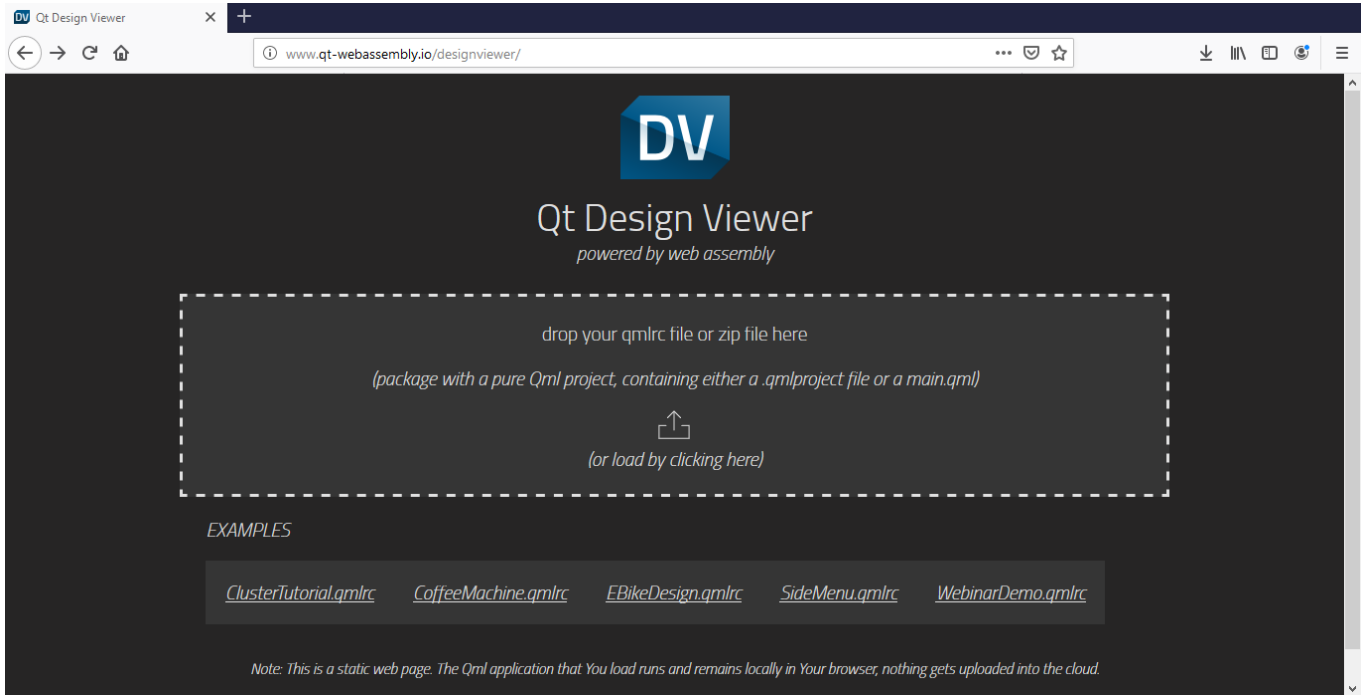 DV Qt Design Viewer
www.qt-webassembly.io/designviewer/
DV
Qt Design Viewer
powered by web assembly
drop your qmlrc file or zip file here
(package with a pure Qml project, containing either a .qmlproject file or a main.qml)
(or load by clicking here)
EXAMPLES
ClusterTutorial.qmlrc CoffeeMachine.qmlrc EBikeDesign.qmlrc SideMenu.qmlrc WebinarDemo.qmlrc
Note: This is a static web page. The Qml application that You load runs and remains locally in Your browser, nothing gets uploaded into the cloud.